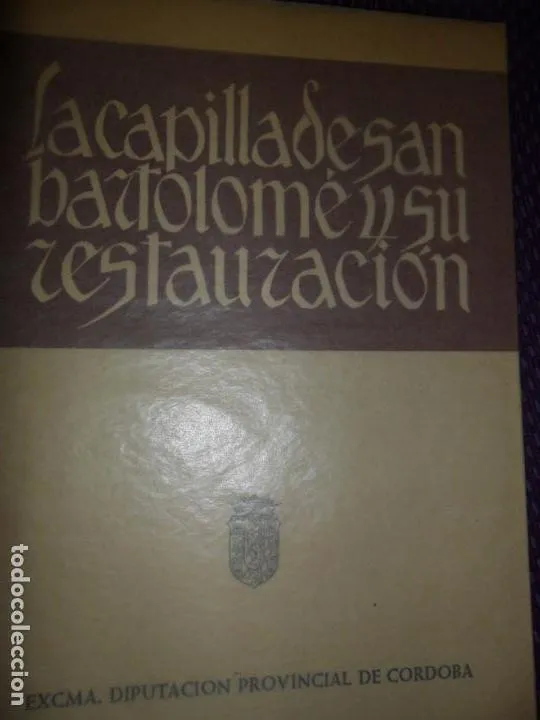 La capilla de san
bartolomé y su
restauración
EXCMA. DIPUTACION PROVINCIAL DE CORDOBA
todocoleccion